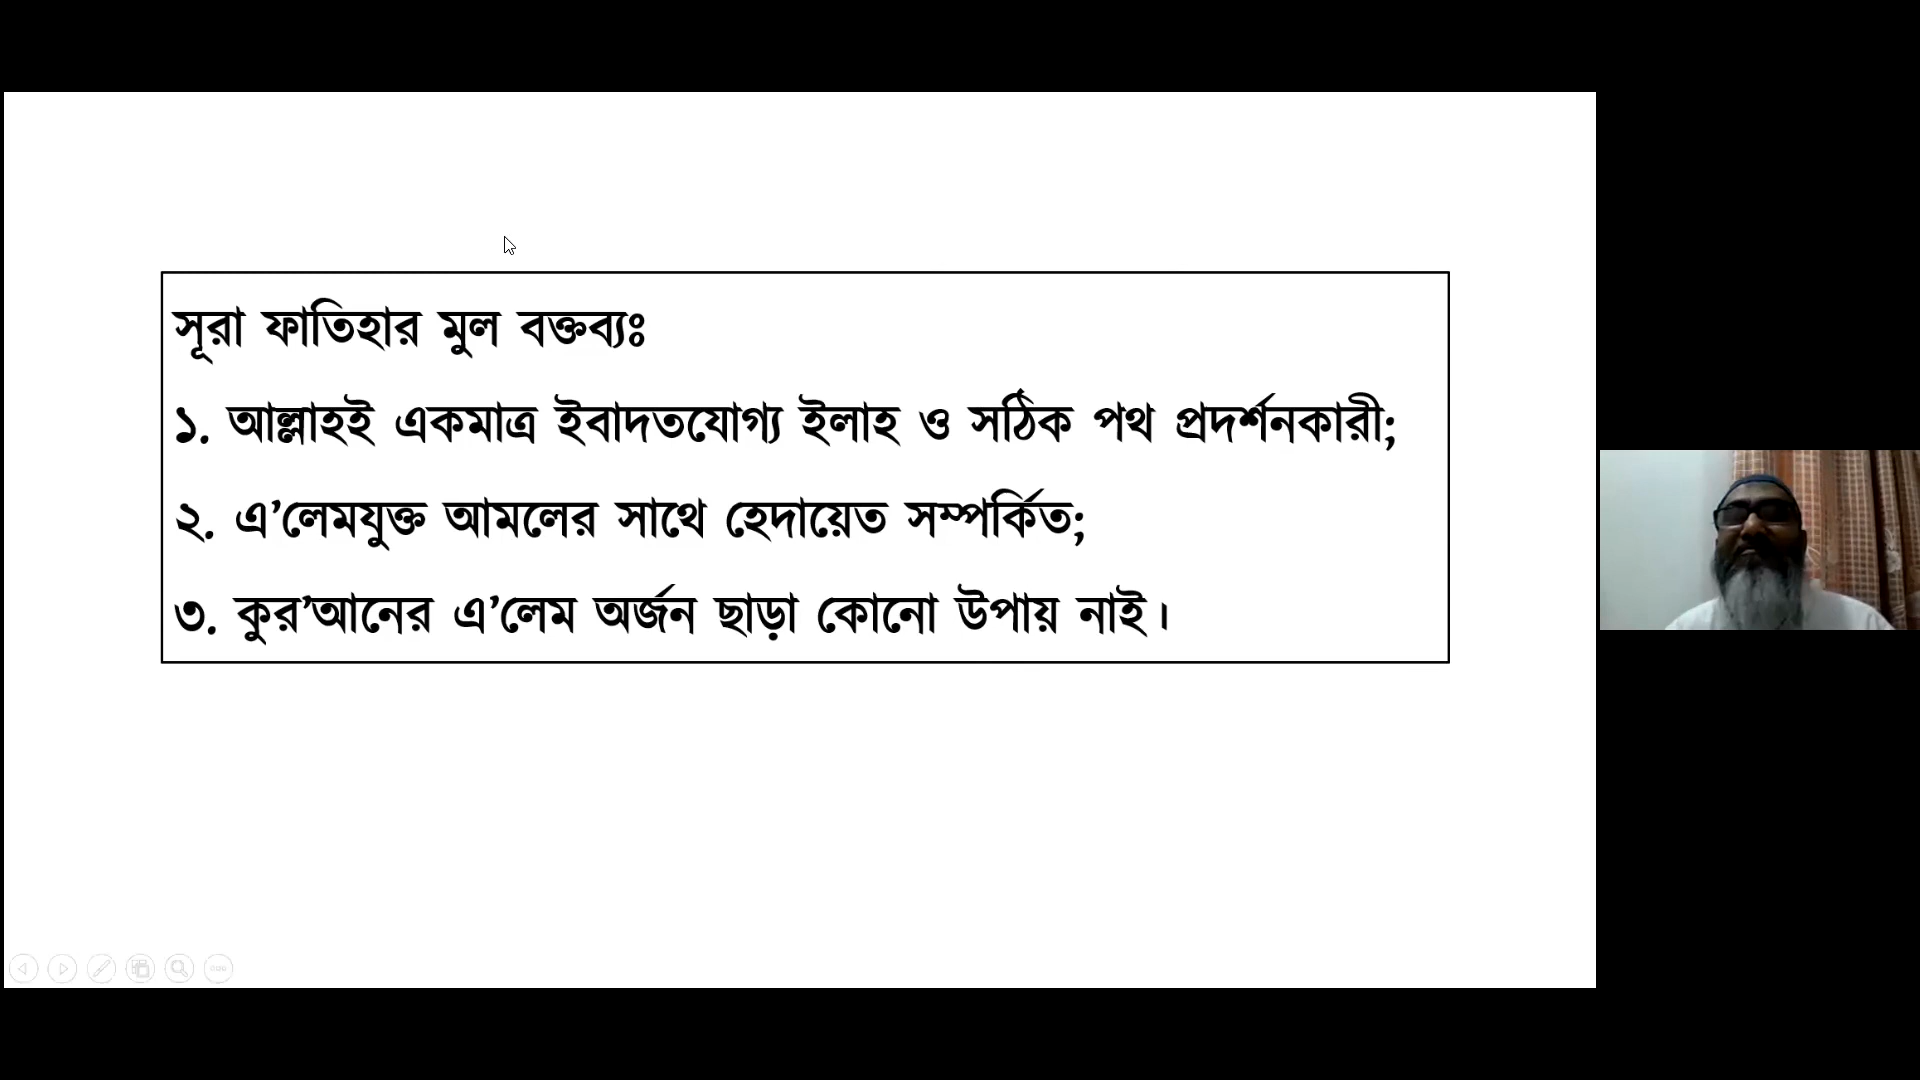 সূরা ফাতিহার মুল বক্তব্যঃ
১. আল্লাহই একমাত্র ইবাদতযোগ্য ইলাহ ও সঠিক পথ প্রদর্শনকারী;
২. এ’লেমযুক্ত আমলের সাথে হেদায়েত সম্পর্কিত;
৩. কুর’আনের এ’লেম অর্জন ছাড়া কোনো উপায় নাই।